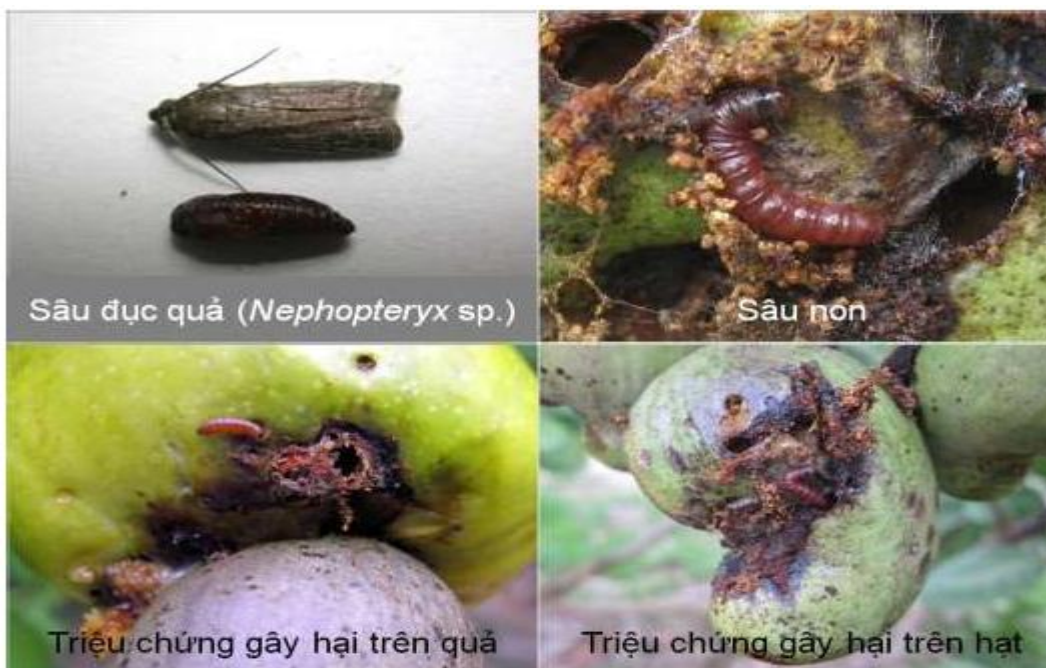 Sâu đục quả (Nephopteryx sp.)
Sâu non
Triệu chứng gây hại trên quả
Triệu chứng gây hại trên hạt